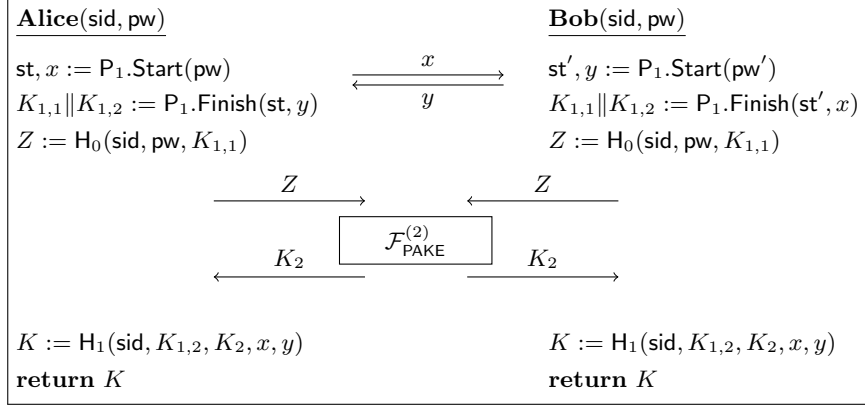 Alice(sid, pw) Bob(sid, pw)
st, x := P₁.Start(pw) x st′, y := P₁.Start(pw′)
K₁,₁∥K₁,₂ := P₁.Finish(st, y) y K₁,₁∥K₁,₂ := P₁.Finish(st′, x)
Z := H₀(sid, pw, K₁,₁) Z := H₀(sid, pw, K₁,₁)
Z Z
F_PAKE^(2)
K₂ K₂
K := H₁(sid, K₁,₂, K₂, x, y) K := H₁(sid, K₁,₂, K₂, x, y)
return K return K